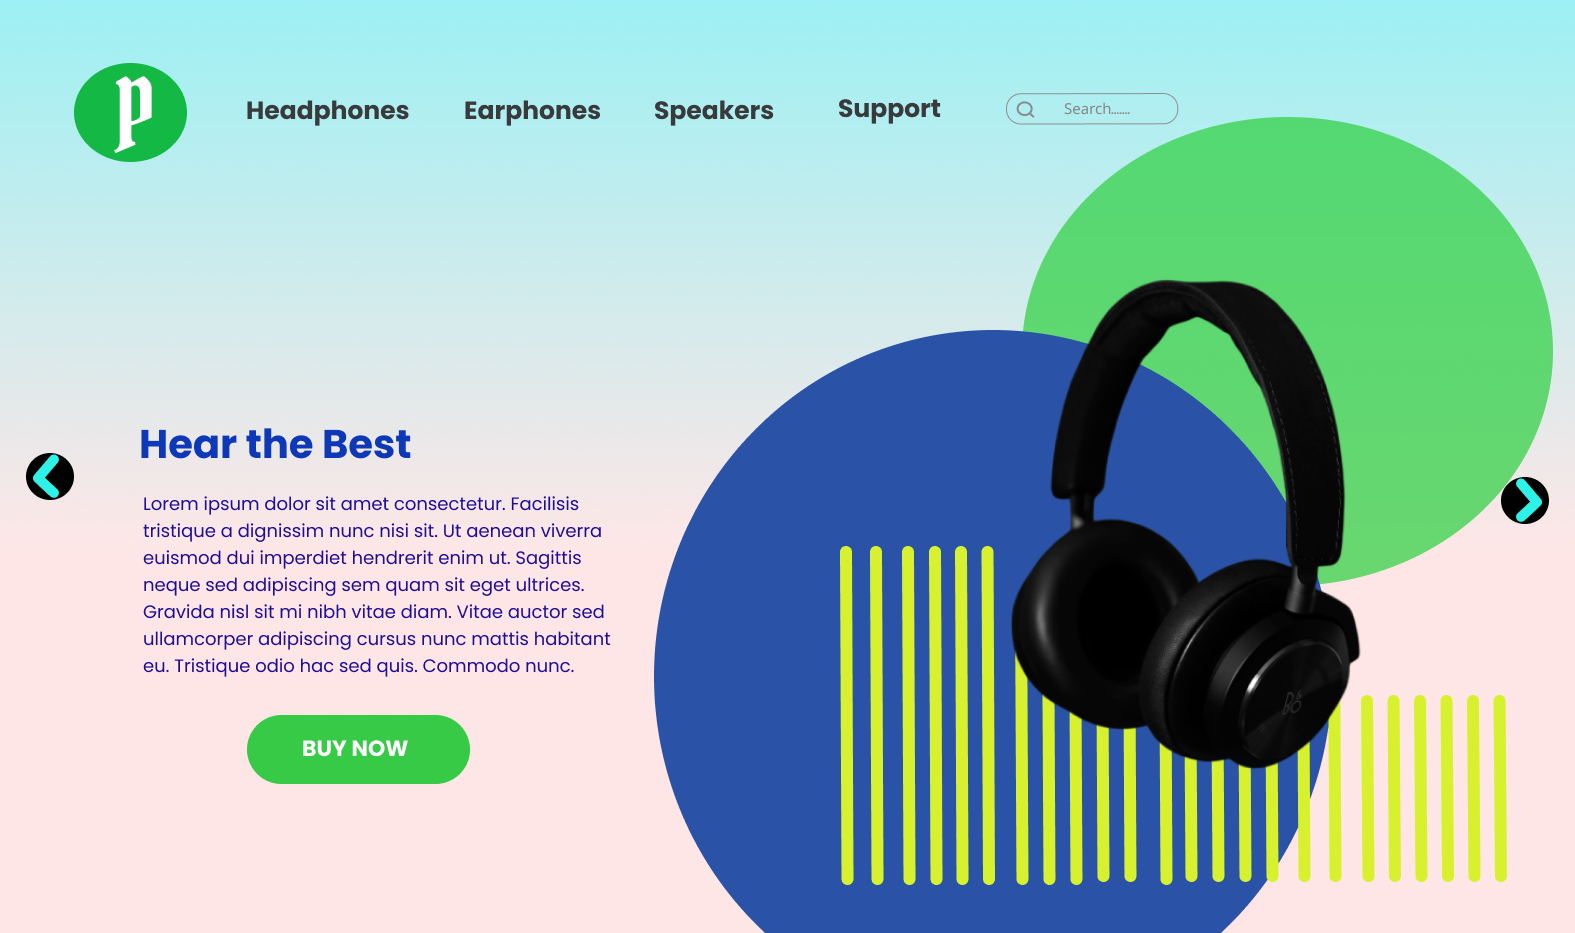 p
Headphones Earphones Speakers Support Search.......
Hear the Best
Lorem ipsum dolor sit amet consectetur. Facilisis
tristique a dignissim nunc nisi sit. Ut aenean viverra
euismod dui imperdiet hendrerit enim ut. Sagittis
neque sed adipiscing sem quam sit eget ultrices.
Gravida nisl sit mi nibh vitae diam. Vitae auctor sed
ullamcorper adipiscing cursus nunc mattis habitant
eu. Tristique odio hac sed quis. Commodo nunc.
BUY NOW
B&O